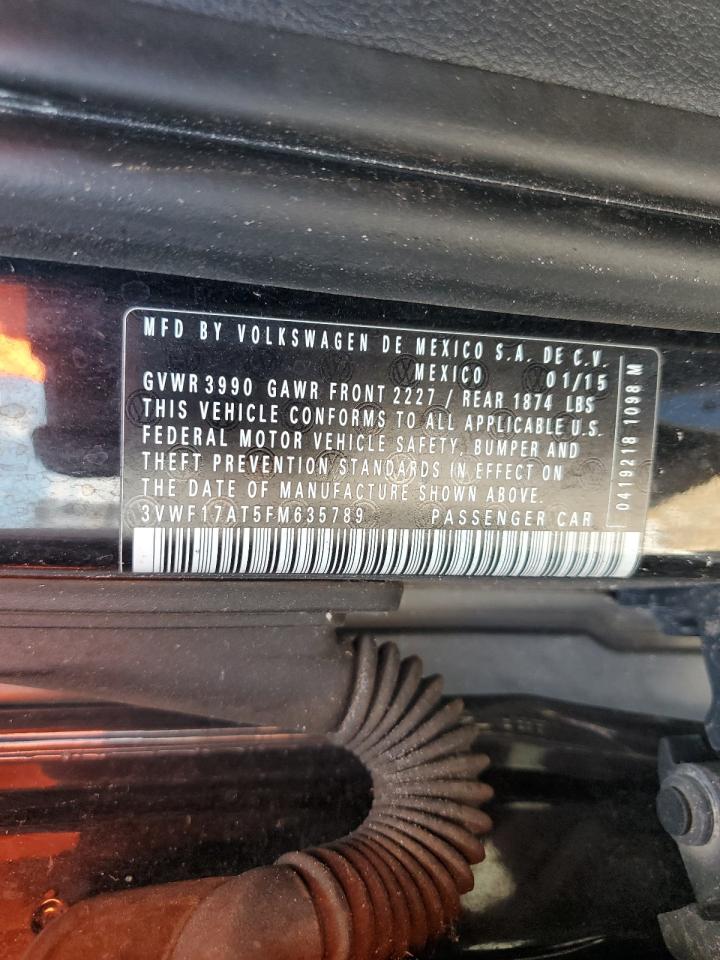 MFD BY VOLKSWAGEN DE MEXICO S.A. DE C.V.
MEXICO 01/15
GVWR 3990 GAWR FRONT 2227 / REAR 1874 LBS
THIS VEHICLE CONFORMS TO ALL APPLICABLE U.S.
FEDERAL MOTOR VEHICLE SAFETY, BUMPER AND
THEFT PREVENTION STANDARDS IN EFFECT ON
THE DATE OF MANUFACTURE SHOWN ABOVE.
3VWF17AT5FM635789 PASSENGER CAR
0419218 1098 M